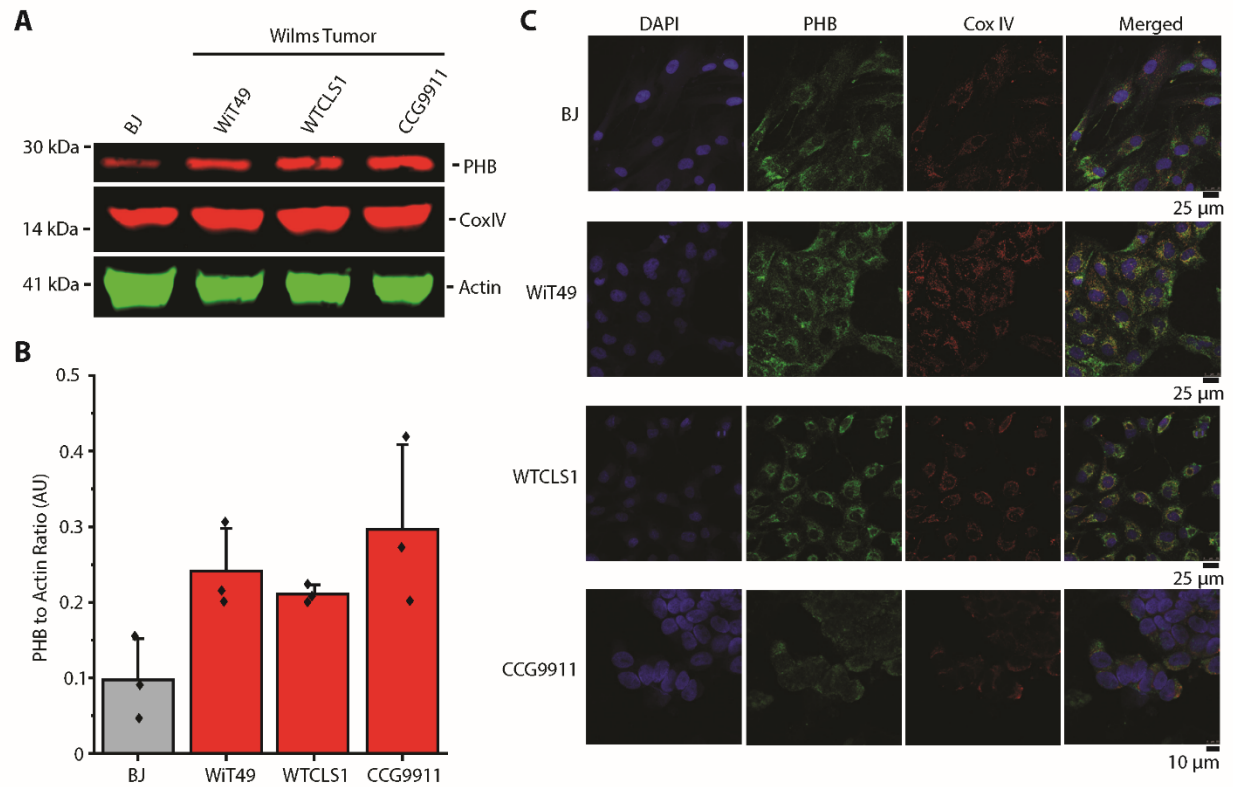 A
Wilms Tumor
BJ
WiT49
WTCLS1
CCG9911
30 kDa
PHB
CoxIV
14 kDa
41 kDa
Actin
B
0.5
0.4
0.3
0.2
0.1
0
PHB to Actin Ratio (AU)
BJ WiT49 WTCLS1 CCG9911
C
DAPI PHB Cox IV Merged
BJ
25 µm
WiT49
25 µm
WTCLS1
25 µm
CCG9911
10 µm